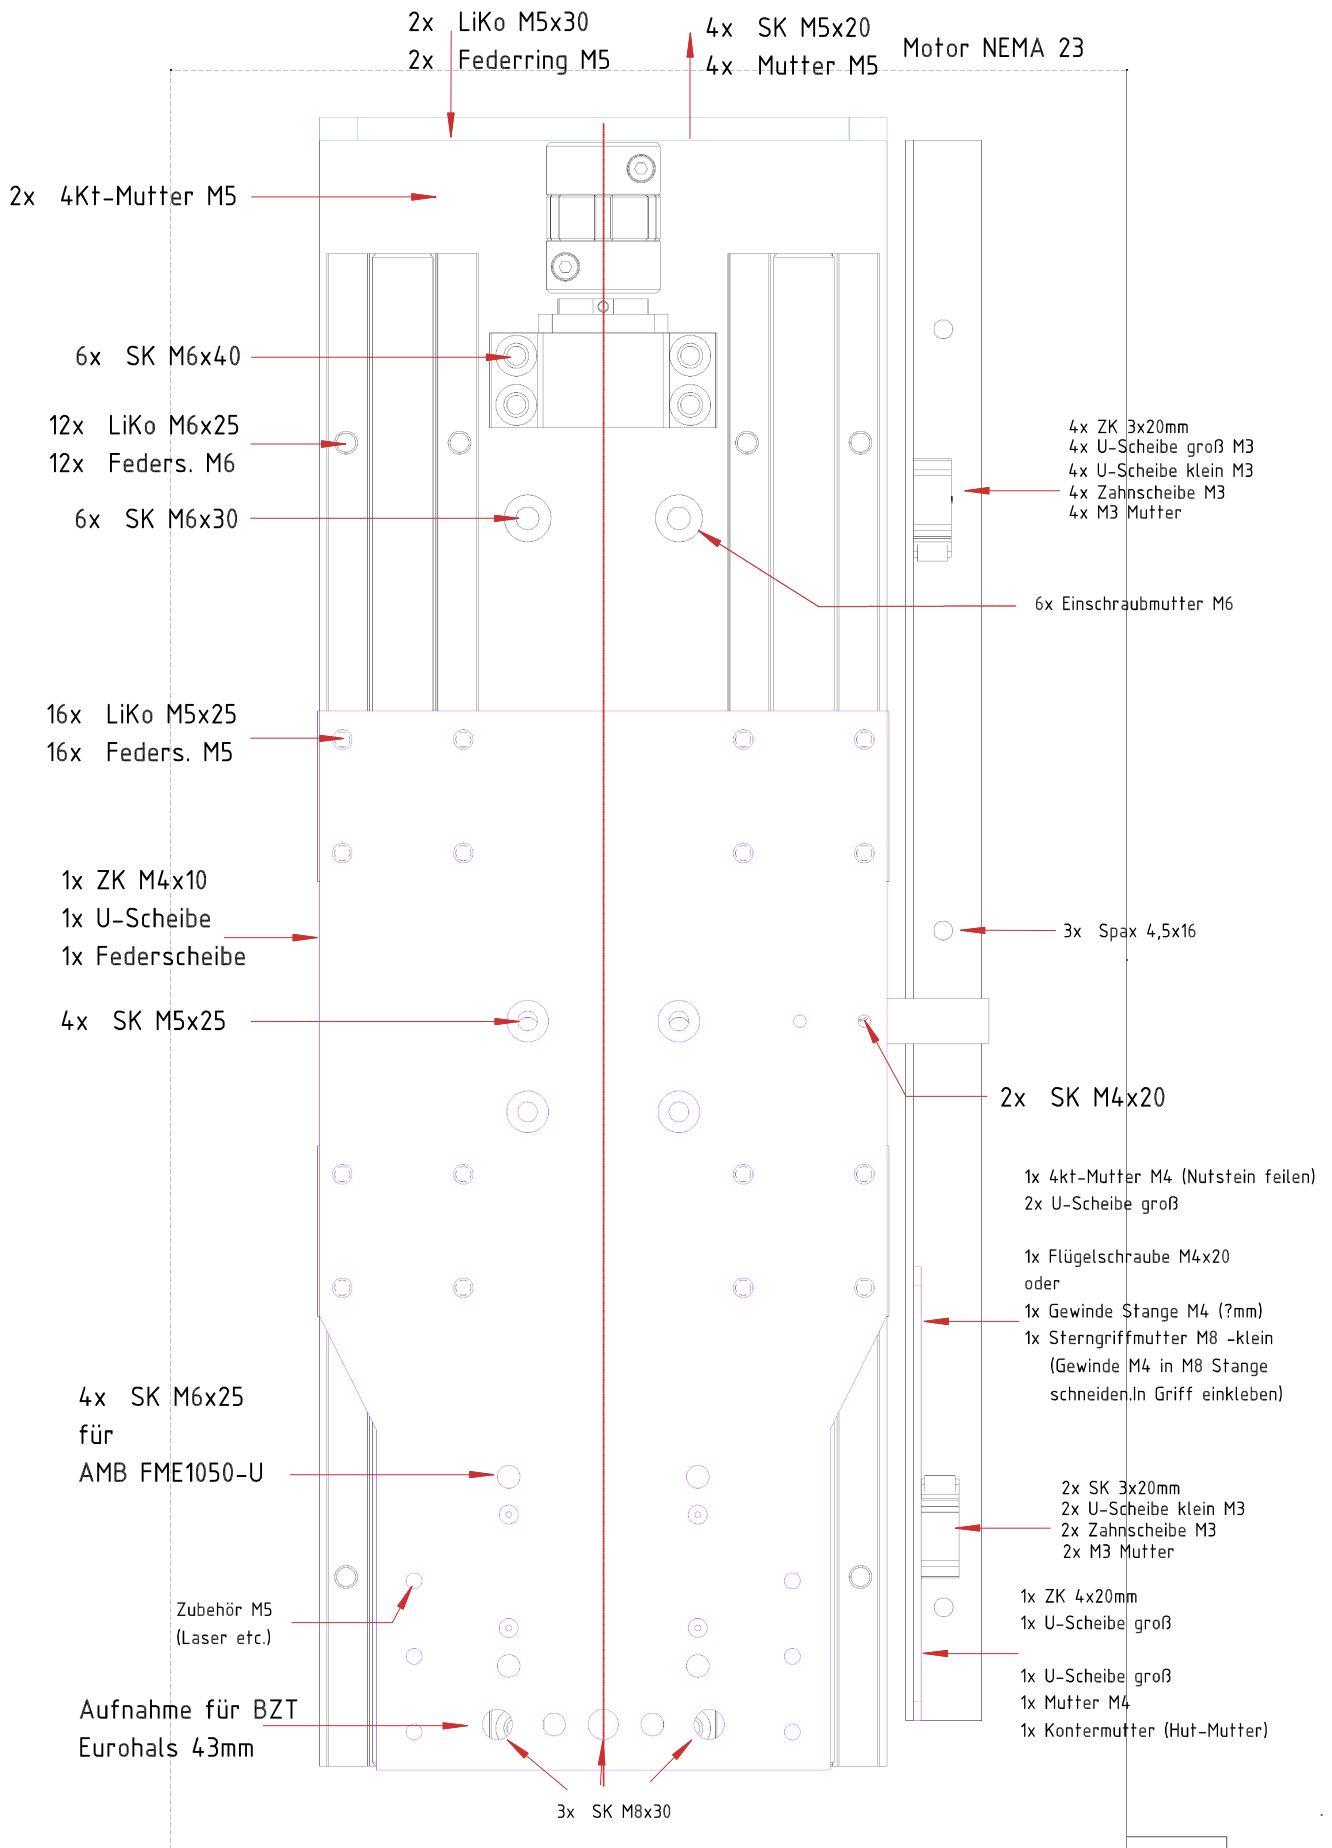 2x LiKo M5x30
2x Federring M5
4x SK M5x20
4x Mutter M5
Motor NEMA 23
2x 4Kt-Mutter M5
6x SK M6x40
12x LiKo M6x25
12x Feders. M6
6x SK M6x30
4x ZK 3x20mm
4x U-Scheibe groß M3
4x U-Scheibe klein M3
4x Zahnscheibe M3
4x M3 Mutter
6x Einschraubmutter M6
16x LiKo M5x25
16x Feders. M5
1x ZK M4x10
1x U-Scheibe
1x Federscheibe
3x Spax 4,5x16
4x SK M5x25
2x SK M4x20
1x 4kt-Mutter M4 (Nutstein feilen)
2x U-Scheibe groß
1x Flügelschraube M4x20
oder
1x Gewinde Stange M4 (?mm)
1x Sterngriffmutter M8 -klein
(Gewinde M4 in M8 Stange
schneiden.In Griff einkleben)
4x SK M6x25
für
AMB FME1050-U
2x SK 3x20mm
2x U-Scheibe klein M3
2x Zahnscheibe M3
2x M3 Mutter
Zubehör M5
(Laser etc.)
1x ZK 4x20mm
1x U-Scheibe groß
1x U-Scheibe groß
1x Mutter M4
1x Kontermutter (Hut-Mutter)
Aufnahme für BZT
Eurohals 43mm
3x SK M8x30